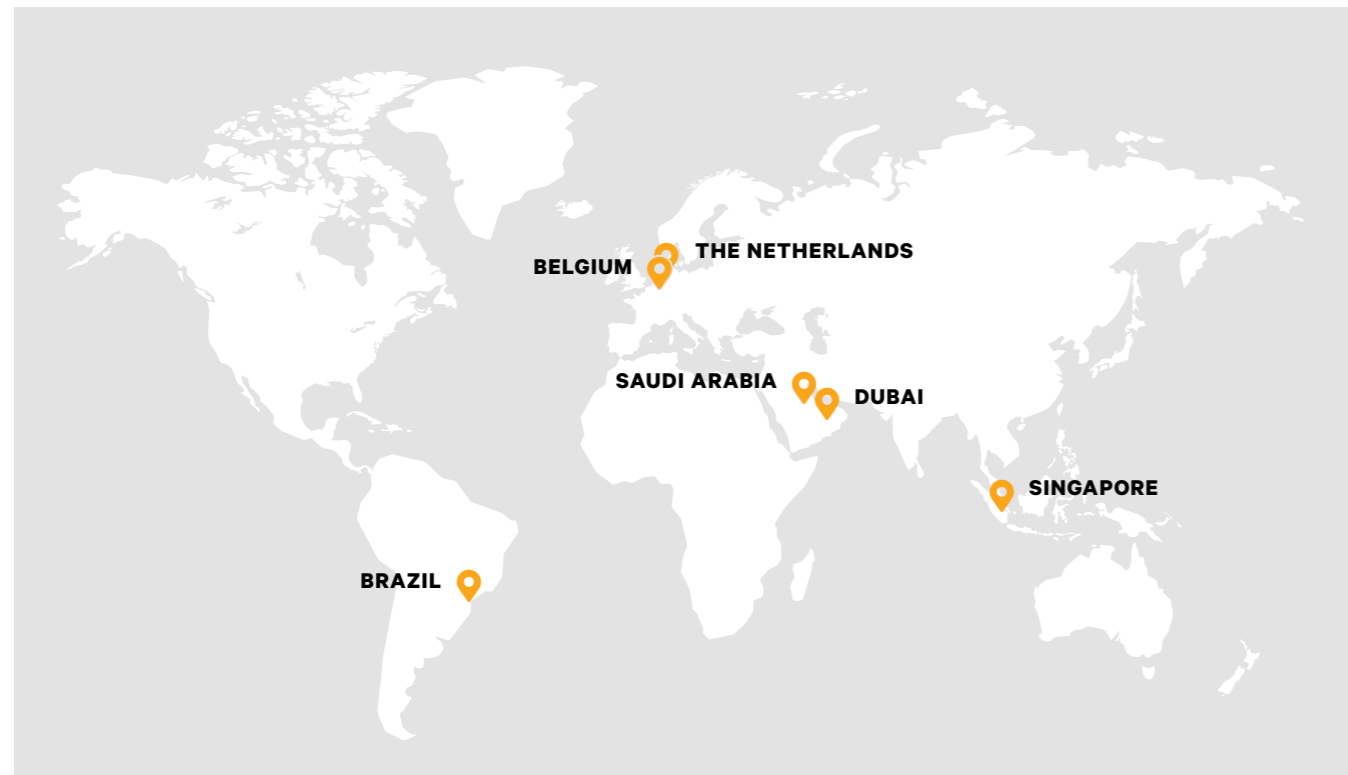 THE NETHERLANDS
BELGIUM
SAUDI ARABIA
DUBAI
SINGAPORE
BRAZIL